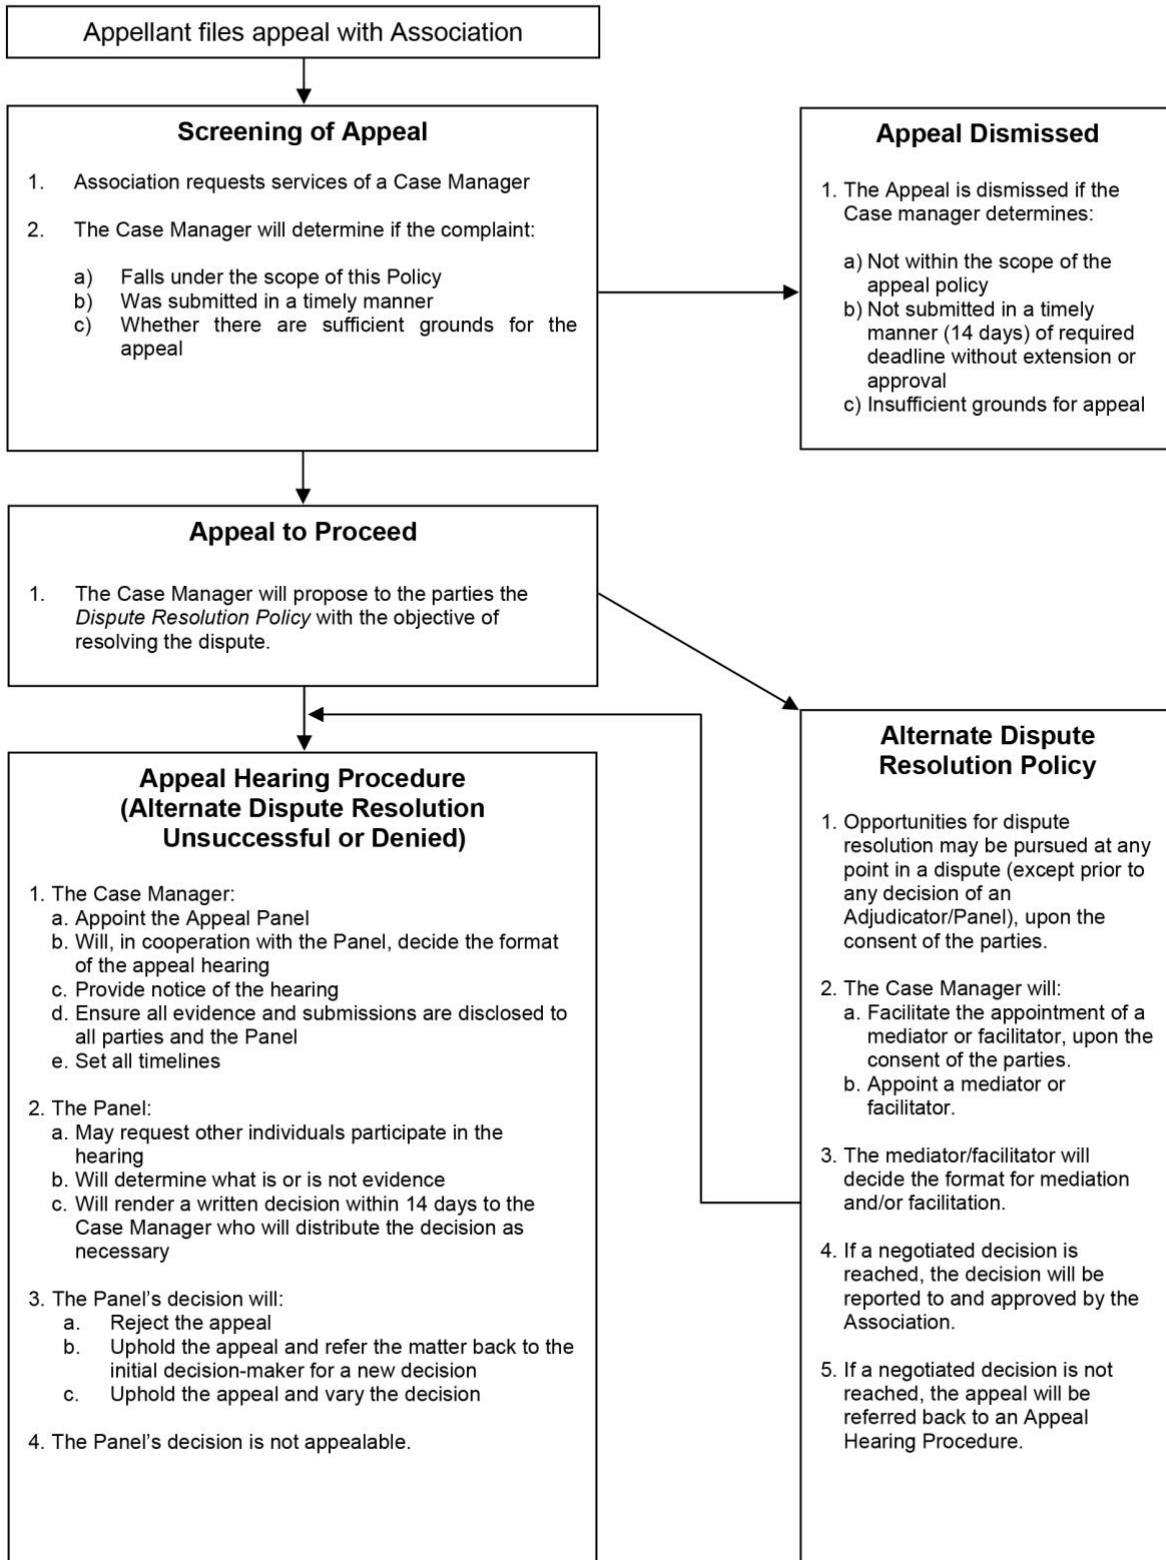 Appellant files appeal with Association
Screening of Appeal
1. Association requests services of a Case Manager
2. The Case Manager will determine if the complaint:
a) Falls under the scope of this Policy
b) Was submitted in a timely manner
c) Whether there are sufficient grounds for the
appeal
Appeal Dismissed
1. The Appeal is dismissed if the
Case manager determines:
a) Not within the scope of the
appeal policy
b) Not submitted in a timely
manner (14 days) of required
deadline without extension or
approval
c) Insufficient grounds for appeal
Appeal to Proceed
1. The Case Manager will propose to the parties the
Dispute Resolution Policy with the objective of
resolving the dispute.
Appeal Hearing Procedure
(Alternate Dispute Resolution
Unsuccessful or Denied)
1. The Case Manager:
a. Appoint the Appeal Panel
b. Will, in cooperation with the Panel, decide the format
of the appeal hearing
c. Provide notice of the hearing
d. Ensure all evidence and submissions are disclosed to
all parties and the Panel
e. Set all timelines
2. The Panel:
a. May request other individuals participate in the
hearing
b. Will determine what is or is not evidence
c. Will render a written decision within 14 days to the
Case Manager who will distribute the decision as
necessary
3. The Panel's decision will:
a. Reject the appeal
b. Uphold the appeal and refer the matter back to the
initial decision-maker for a new decision
c. Uphold the appeal and vary the decision
4. The Panel's decision is not appealable.
Alternate Dispute
Resolution Policy
1. Opportunities for dispute
resolution may be pursued at any
point in a dispute (except prior to
any decision of an
Adjudicator/Panel), upon the
consent of the parties.
2. The Case Manager will:
a. Facilitate the appointment of a
mediator or facilitator, upon the
consent of the parties.
b. Appoint a mediator or
facilitator.
3. The mediator/facilitator will
decide the format for mediation
and/or facilitation.
4. If a negotiated decision is
reached, the decision will be
reported to and approved by the
Association.
5. If a negotiated decision is not
reached, the appeal will be
referred back to an Appeal
Hearing Procedure.